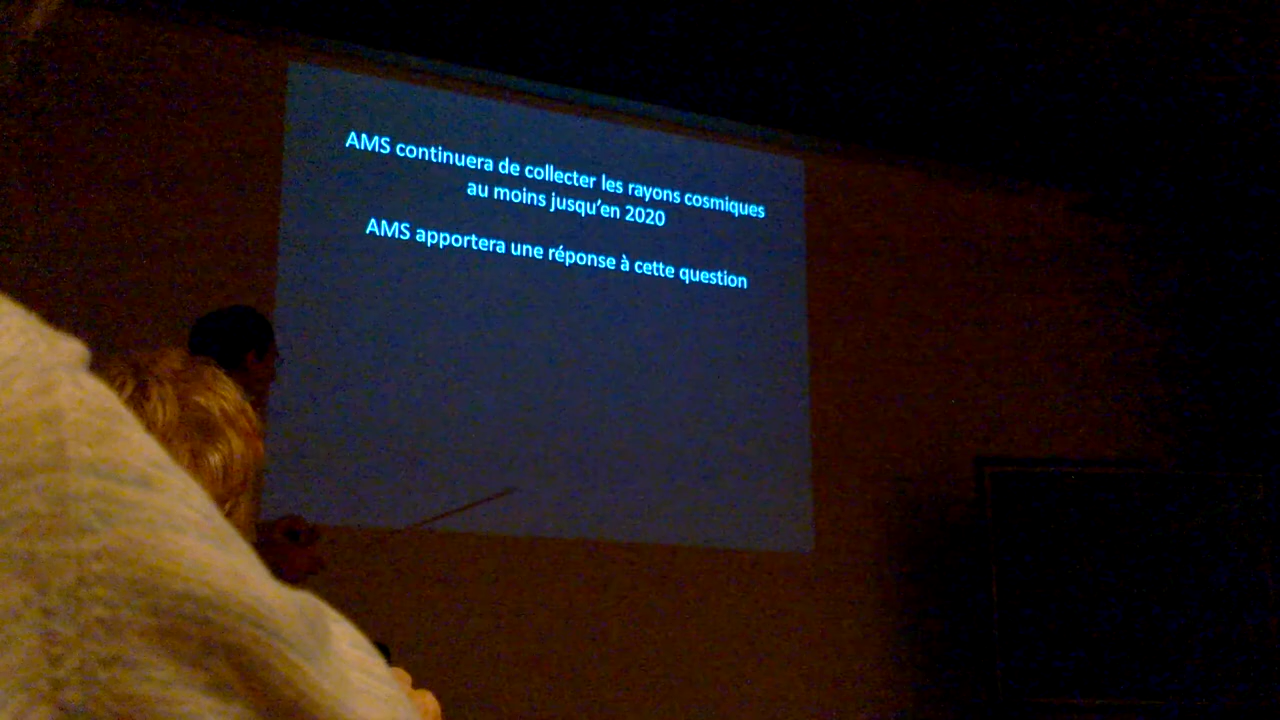 AMS continuera de collecter les rayons cosmiques
au moins jusqu'en 2020
AMS apportera une réponse à cette question